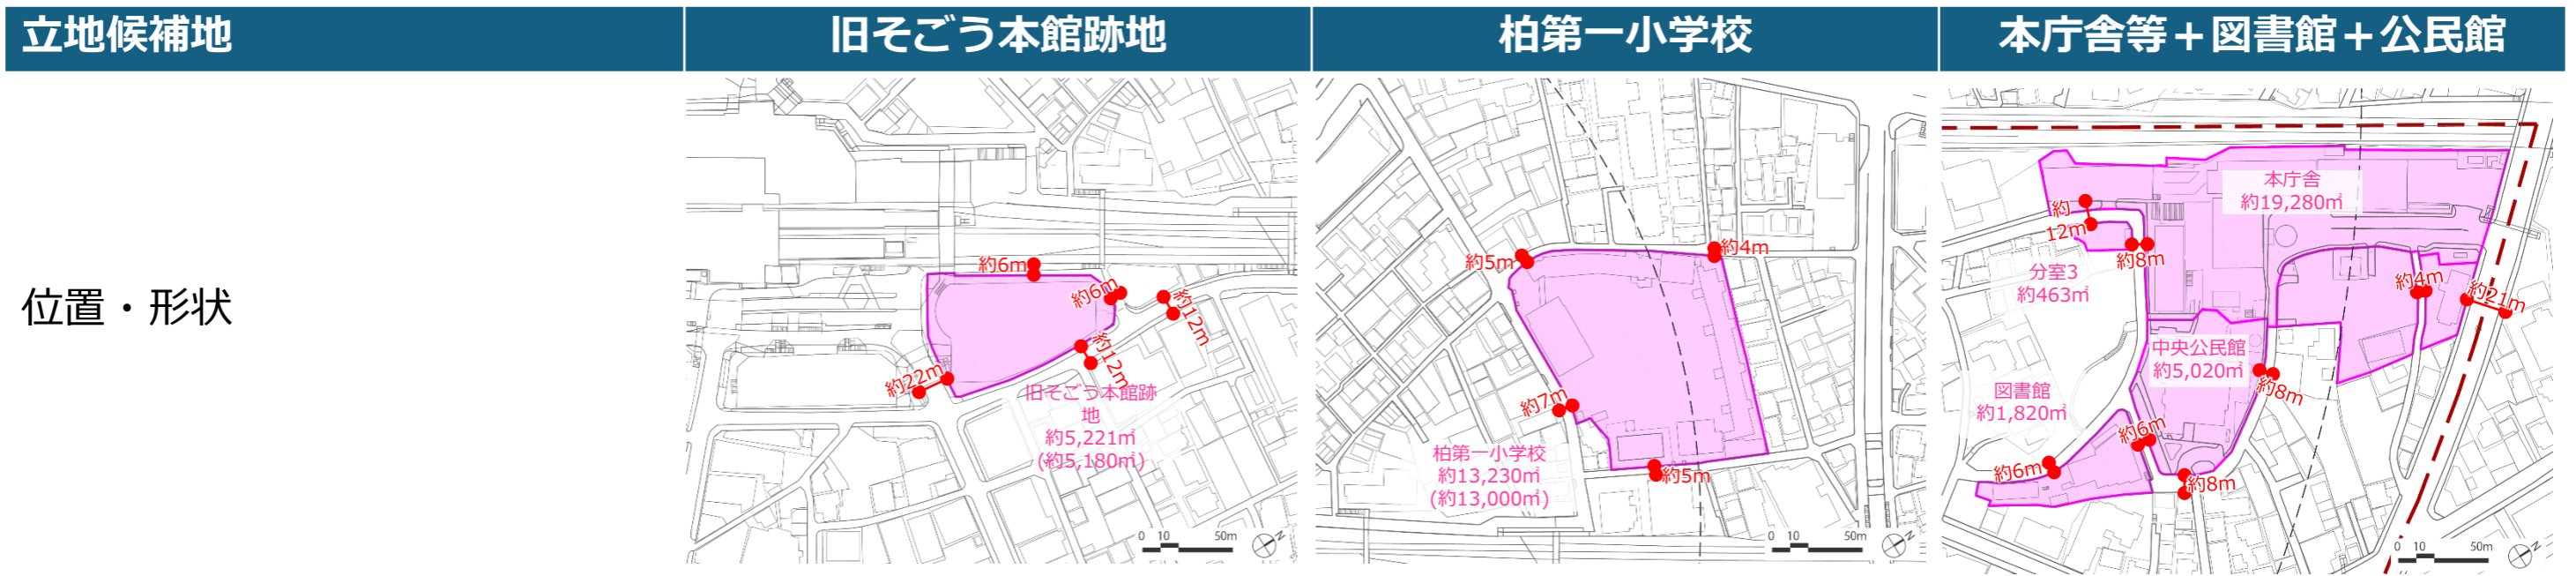 立地候補地
旧そごう本館跡地
柏第一小学校
本庁舎等＋図書館＋公民館
位置・形状
約6m
約6m
約12m
約12m
約22m
旧そごう本館跡
地
約5,221㎡
(約5,180㎡)
0 10 50m
N
約5m
約4m
約7m
柏第一小学校
約13,230㎡
(約13,000㎡)
約5m
0 10 50m
N
本庁舎
約19,280㎡
約
12m
約8m
分室3
約463㎡
約4m
約21m
中央公民館
約5,020㎡
約8m
図書館
約1,820㎡
約6m
約6m
約8m
0 10 50m
N